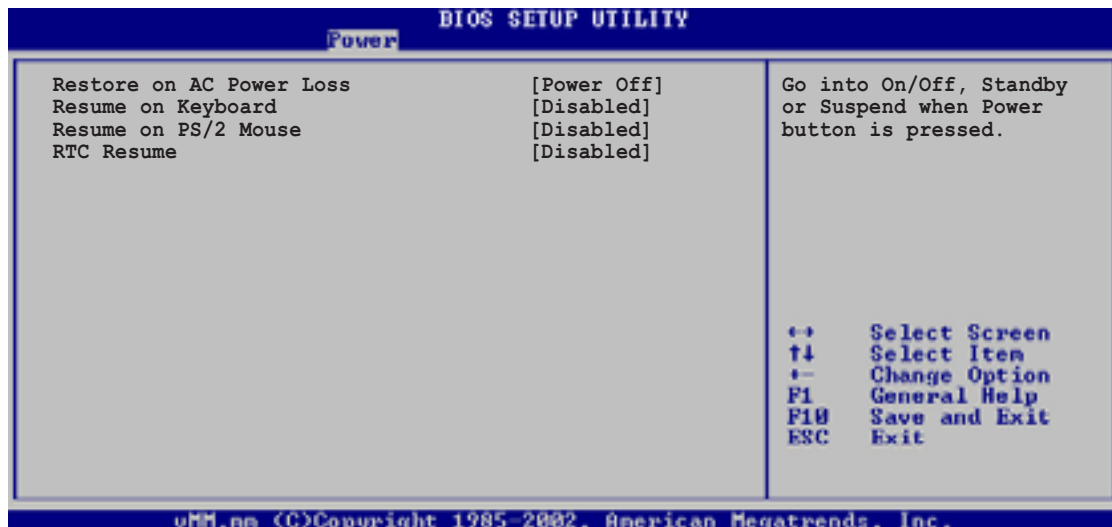 BIOS SETUP UTILITY
Power
Restore on AC Power Loss [Power Off]
Resume on Keyboard [Disabled]
Resume on PS/2 Mouse [Disabled]
RTC Resume [Disabled]
Go into On/Off, Standby
or Suspend when Power
button is pressed.
←→ Select Screen
↑↓ Select Item
+- Change Option
F1 General Help
F10 Save and Exit
ESC Exit
(C)Copyright 1985-2002, American Megatrends, Inc.